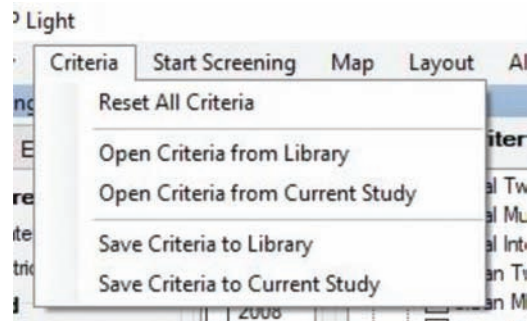 P Light
Criteria Start Screening Map Layout
Reset All Criteria
Open Criteria from Library
Open Criteria from Current Study
Save Criteria to Library
Save Criteria to Current Study
2008